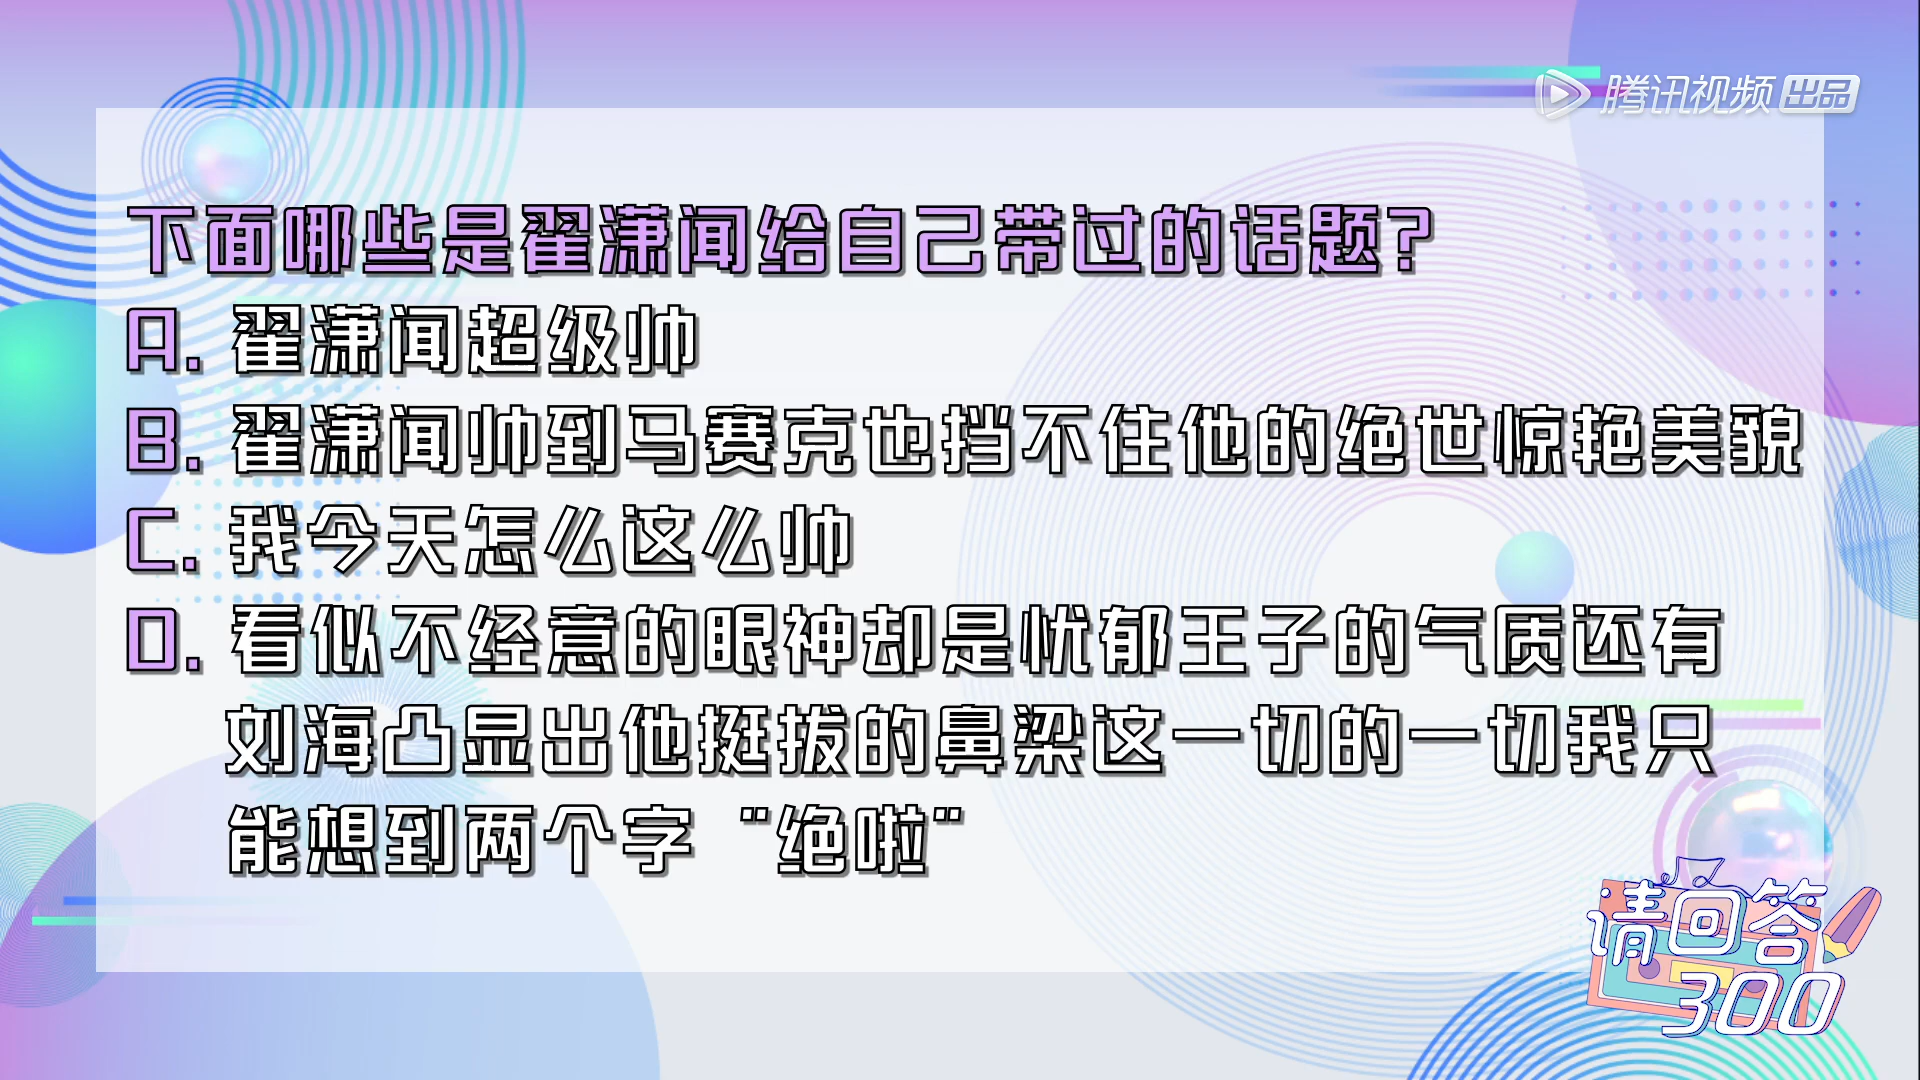 腾讯视频 出品
下面哪些是翟潇闻给自己带过的话题？
A. 翟潇闻超级帅
B. 翟潇闻帅到马赛克也挡不住他的绝世惊艳美貌
C. 我今天怎么这么帅
D. 看似不经意的眼神却是忧郁王子的气质还有
刘海凸显出他挺拔的鼻梁这一切的一切我只
能想到两个字“绝啦”
请回答
300